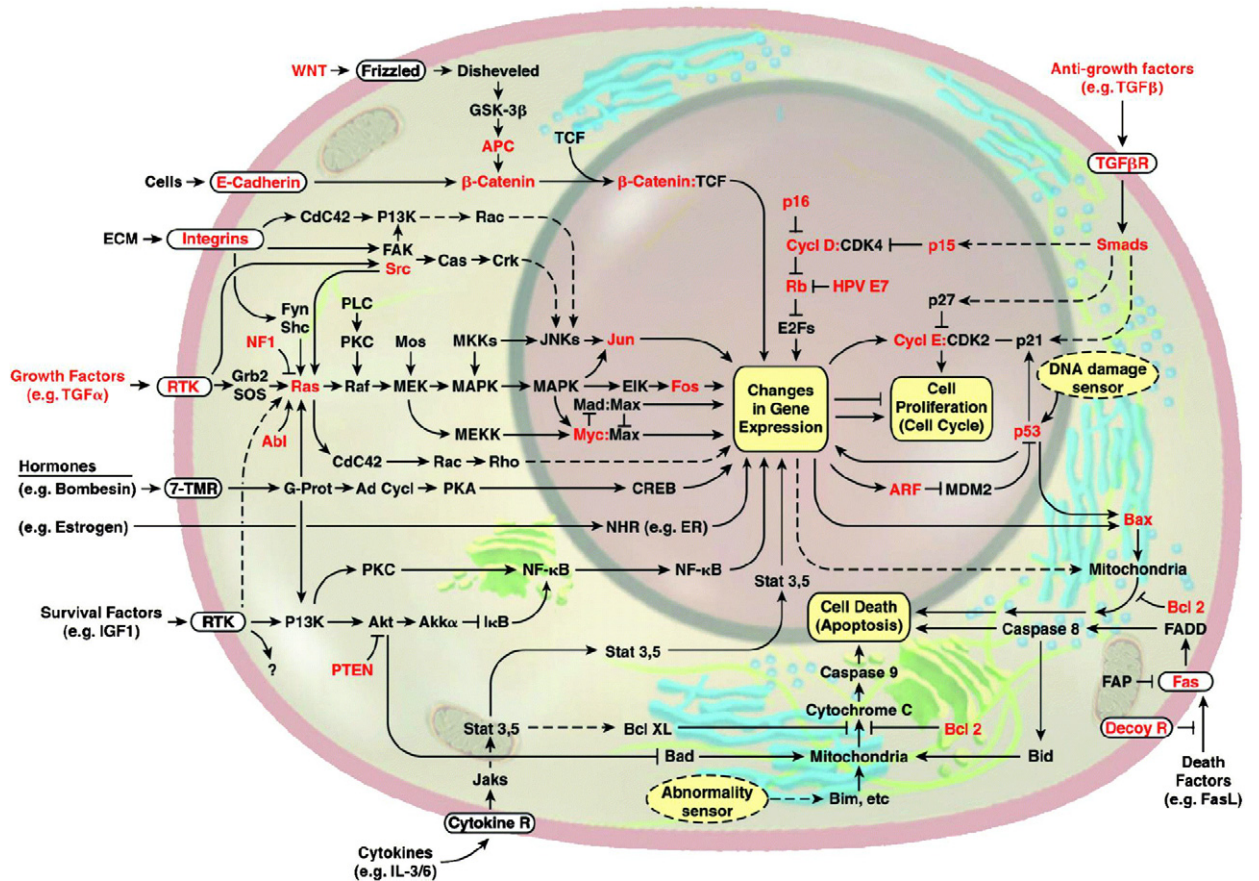 WNT
Frizzled
Disheveled
GSK-3β
APC
TCF
Cells
E-Cadherin
β-Catenin
β-Catenin:TCF
Anti-growth factors
(e.g. TGFβ)
TGFβR
CdC42
P13K
Rac
ECM
Integrins
FAK
Src
Cas
Crk
p16
Cycl D:CDK4
p15
Smads
Rb
HPV E7
Fyn
Shc
PLC
NF1
PKC
Mos
MKKs
JNKs
Jun
E2Fs
p27
Cycl E:CDK2
p21
DNA damage
sensor
Growth Factors
(e.g. TGFα)
RTK
Grb2
SOS
Ras
Raf
MEK
MAPK
MAPK
ElK
Fos
Mad:Max
Changes
in Gene
Expression
Cell
Proliferation
(Cell Cycle)
Abl
MEKK
Myc:Max
p53
CdC42
Rac
Rho
Hormones
(e.g. Bombesin)
7-TMR
G-Prot
Ad Cycl
PKA
CREB
ARF
MDM2
(e.g. Estrogen)
NHR (e.g. ER)
Bax
PKC
NF-κB
NF-κB
Stat 3,5
Mitochondria
Survival Factors
(e.g. IGF1)
RTK
P13K
Akt
Akkα
IκB
Cell Death
(Apoptosis)
Bcl 2
Caspase 8
FADD
?
PTEN
Stat 3,5
Caspase 9
FAP
Fas
Cytochrome C
Stat 3,5
Bcl XL
Bcl 2
Decoy R
Bad
Mitochondria
Bid
Death
Factors
(e.g. FasL)
Jaks
Abnormality
sensor
Bim, etc
Cytokine R
Cytokines
(e.g. IL-3/6)